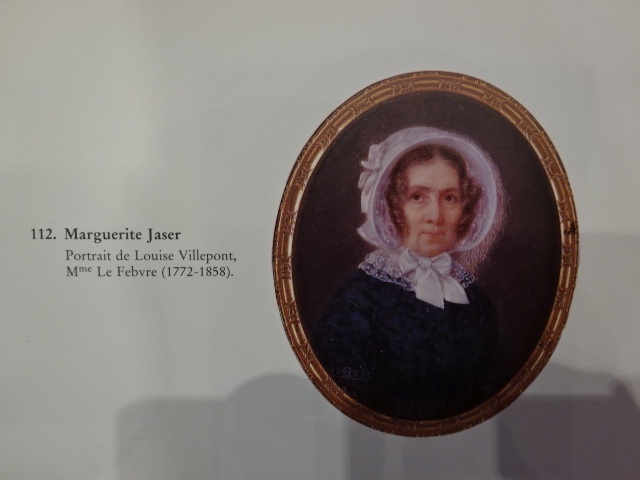 112. Marguerite Jaser
Portrait de Louise Villepont,
Mme Le Febvre (1772-1858).